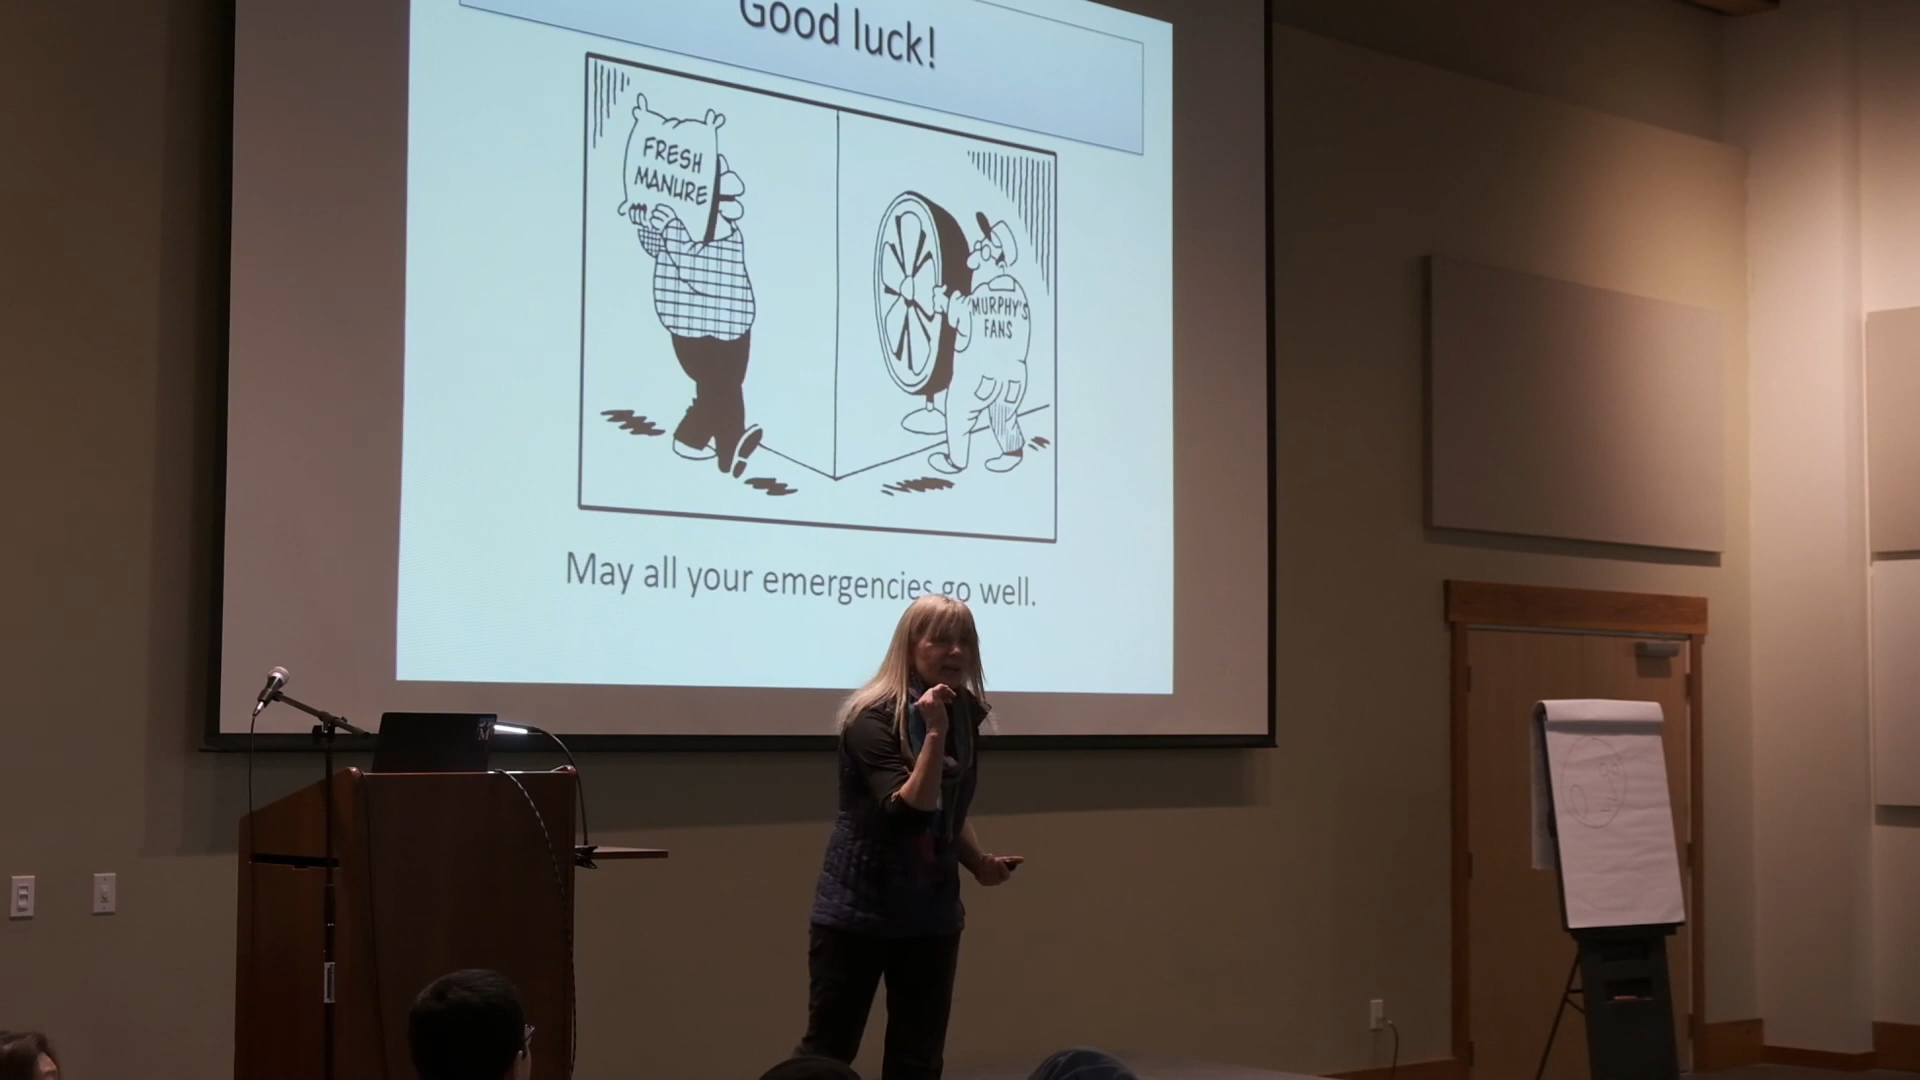 Good luck!
FRESH
MANURE
MURPHY'S
FANS
May all your emergencies go well.